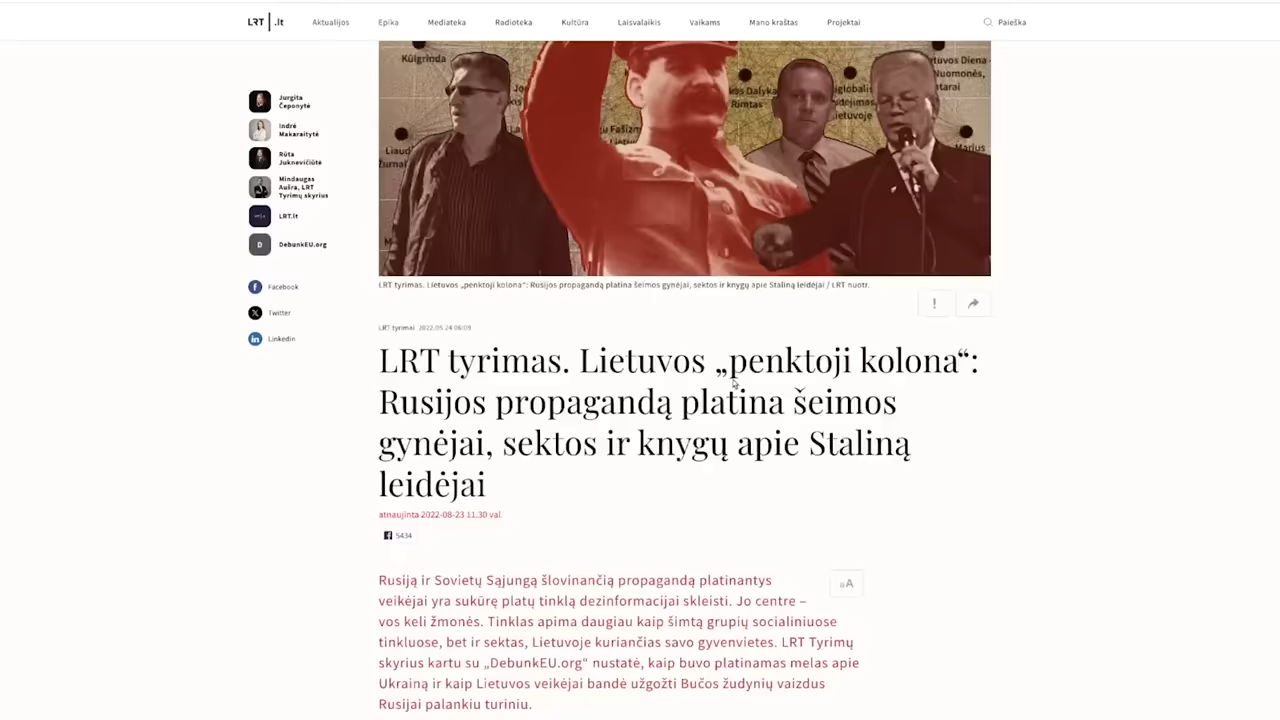 LRT .lt Aktualijos Epika Mediateka Radioteka Kultūra Laisvalaikis Vaikams Mano kraštas Projektai Paieška
Kūlgrinda
Rimtas
Lietuvoje
Marius
Jurgita
Čeponytė
Indrė
Makaraitytė
Rūta
Juknevičiūtė
Mindaugas
Aušra, LRT
Tyrimų skyrius
LRT.lt
D DebunkEU.org
Facebook
Twitter
Linkedin
LRT tyrimas. Lietuvos „penktoji kolona“: Rusijos propagandą platina šeimos gynėjai, sektos ir knygų apie Staliną leidėjai / LRT nuotr.
LRT tyrimai 2022.05.24 06:09
LRT tyrimas. Lietuvos „penktoji kolona“:
Rusijos propagandą platina šeimos
gynėjai, sektos ir knygų apie Staliną
leidėjai
atnaujinta 2022-08-23 11.30 val.
5434
aA
Rusiją ir Sovietų Sąjungą šlovinančią propagandą platinantys
veikėjai yra sukūrę platų tinklą dezinformacijai skleisti. Jo centre –
vos keli žmonės. Tinklas apima daugiau kaip šimtą grupių socialiniuose
tinkluose, bet ir sektas, Lietuvoje kuriančias savo gyvenvietes. LRT Tyrimų
skyrius kartu su „DebunkEU.org“ nustatė, kaip buvo platinamas melas apie
Ukrainą ir kaip Lietuvos veikėjai bandė užgožti Bučos žudynių vaizdus
Rusijai palankiu turiniu.